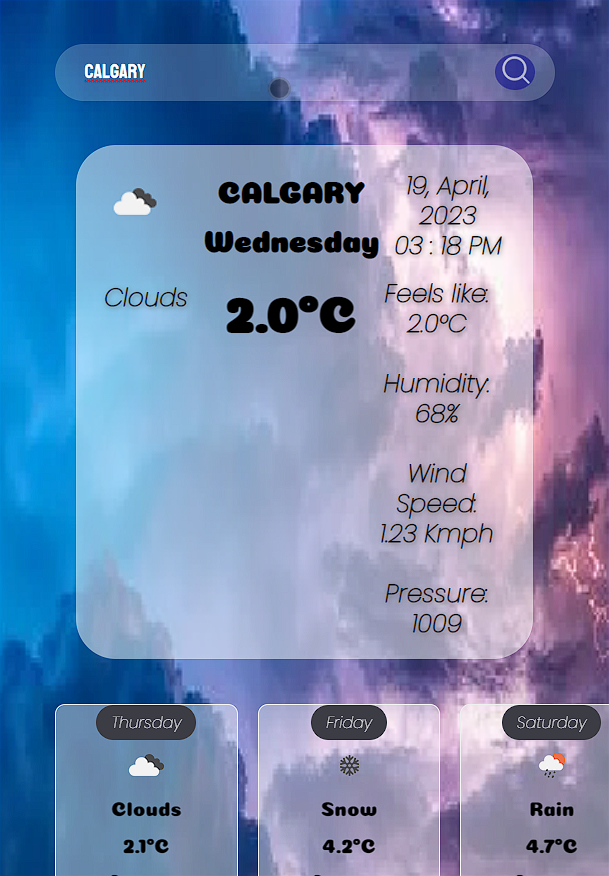 CALGARY
CALGARY
Wednesday
19, April,
2023
03 : 18 PM
Clouds
2.0°C
Feels like:
2.0°C
Humidity:
68%
Wind
Speed:
1.23 Kmph
Pressure:
1009
Thursday
Clouds
2.1°C
Friday
Snow
4.2°C
Saturday
Rain
4.7°C